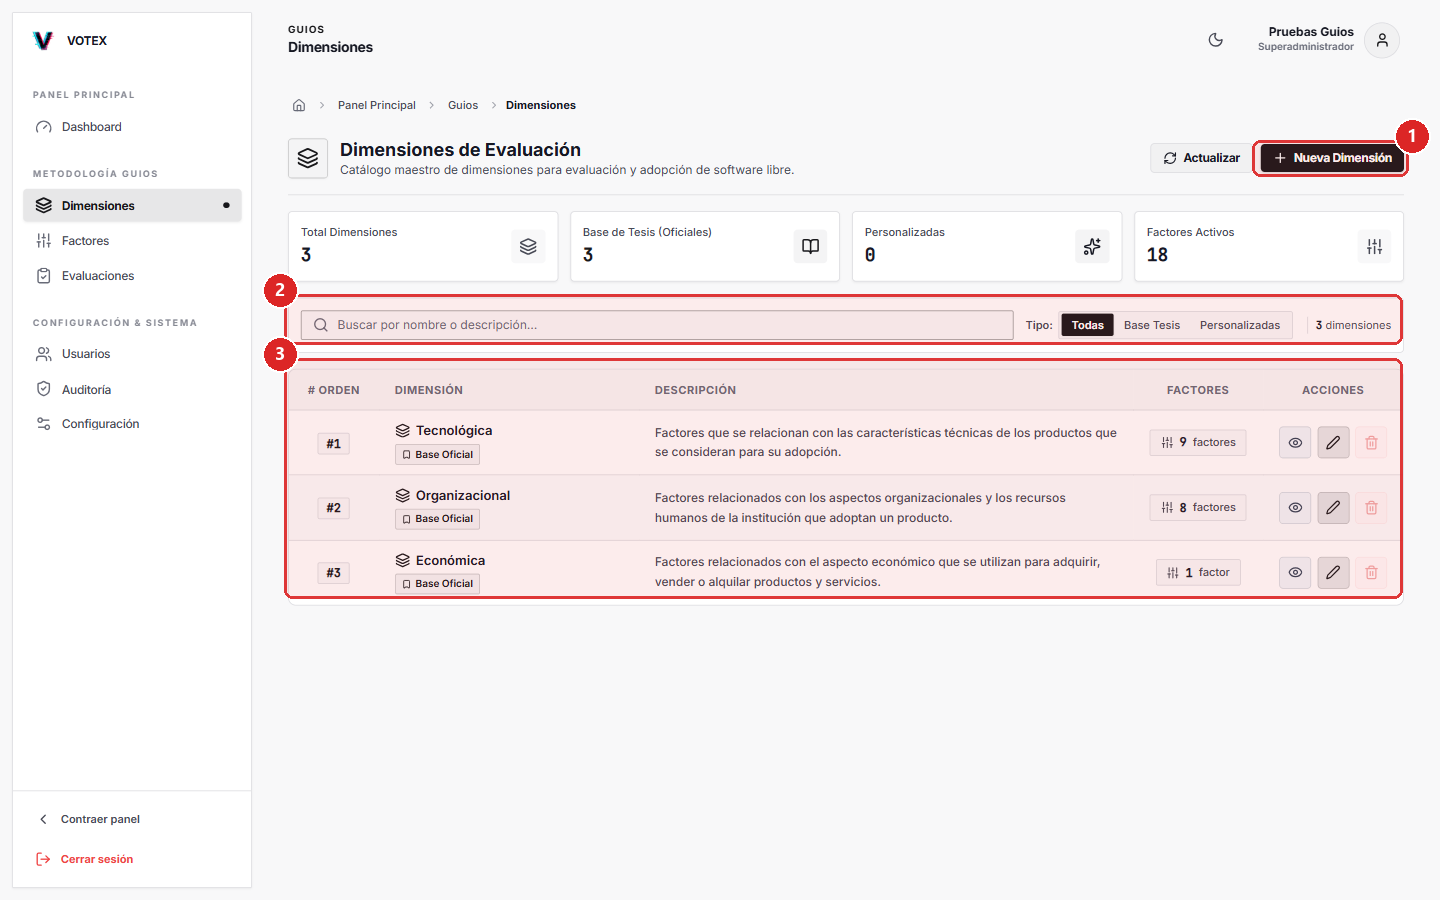 VOTEX
PANEL PRINCIPAL
Dashboard
METODOLOGÍA GUIOS
Dimensiones
Factores
Evaluaciones
CONFIGURACIÓN & SISTEMA
Usuarios
Auditoría
Configuración
Contraer panel
Cerrar sesión
GUIOS
Dimensiones
Pruebas Guios
Superadministrador
Panel Principal
Guios
Dimensiones
Dimensiones de Evaluación
Catálogo maestro de dimensiones para evaluación y adopción de software libre.
Actualizar
Nueva Dimensión
1
Total Dimensiones
3
Base de Tesis (Oficiales)
3
Personalizadas
0
Factores Activos
18
2
Buscar por nombre o descripción...
Tipo: Todas Base Tesis Personalizadas 3 dimensiones
3
# ORDEN DIMENSIÓN DESCRIPCIÓN FACTORES ACCIONES
#1
Tecnológica
Base Oficial
Factores que se relacionan con las características técnicas de los productos que
se consideran para su adopción.
9 factores
#2
Organizacional
Base Oficial
Factores relacionados con los aspectos organizacionales y los recursos
humanos de la institución que adoptan un producto.
8 factores
#3
Económica
Base Oficial
Factores relacionados con el aspecto económico que se utilizan para adquirir,
vender o alquilar productos y servicios.
1 factor